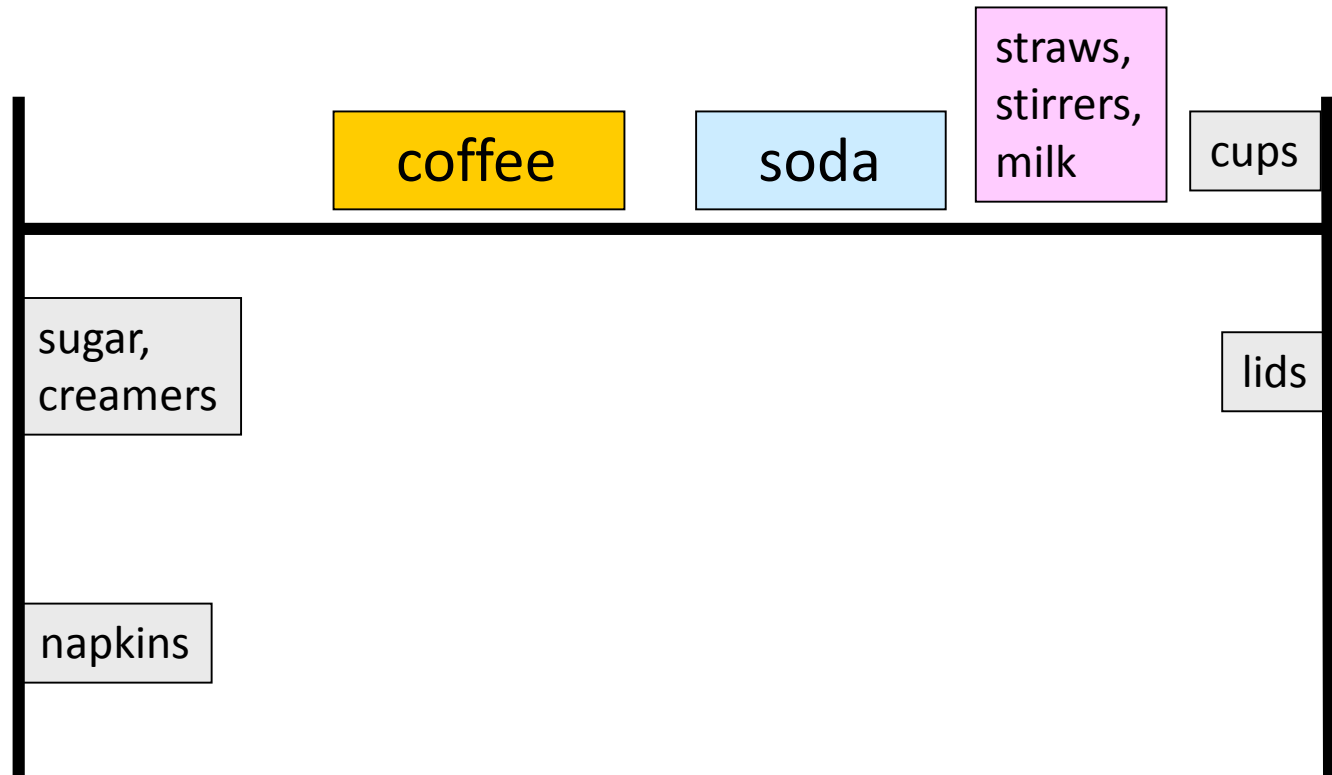 coffee
soda
straws,
stirrers,
milk
cups
sugar,
creamers
lids
napkins